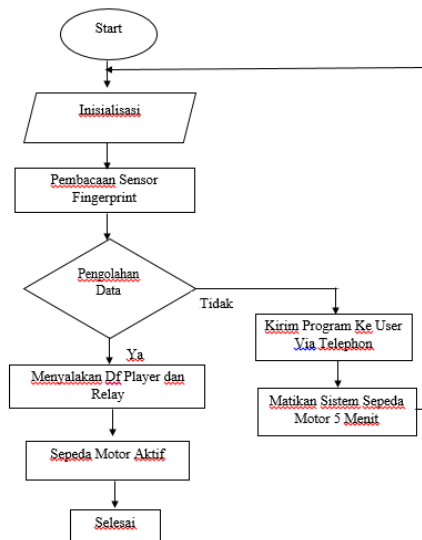 Start
Inisialisasi
Pembacaan Sensor
Fingerprint
Pengolahan
Data
Tidak
Kirim Program Ke User
Via Telephon
Ya
Menyalakan Df Player dan
Relay
Matikan Sistem Sepeda
Motor 5 Menit
Sepeda Motor Aktif
Selesai